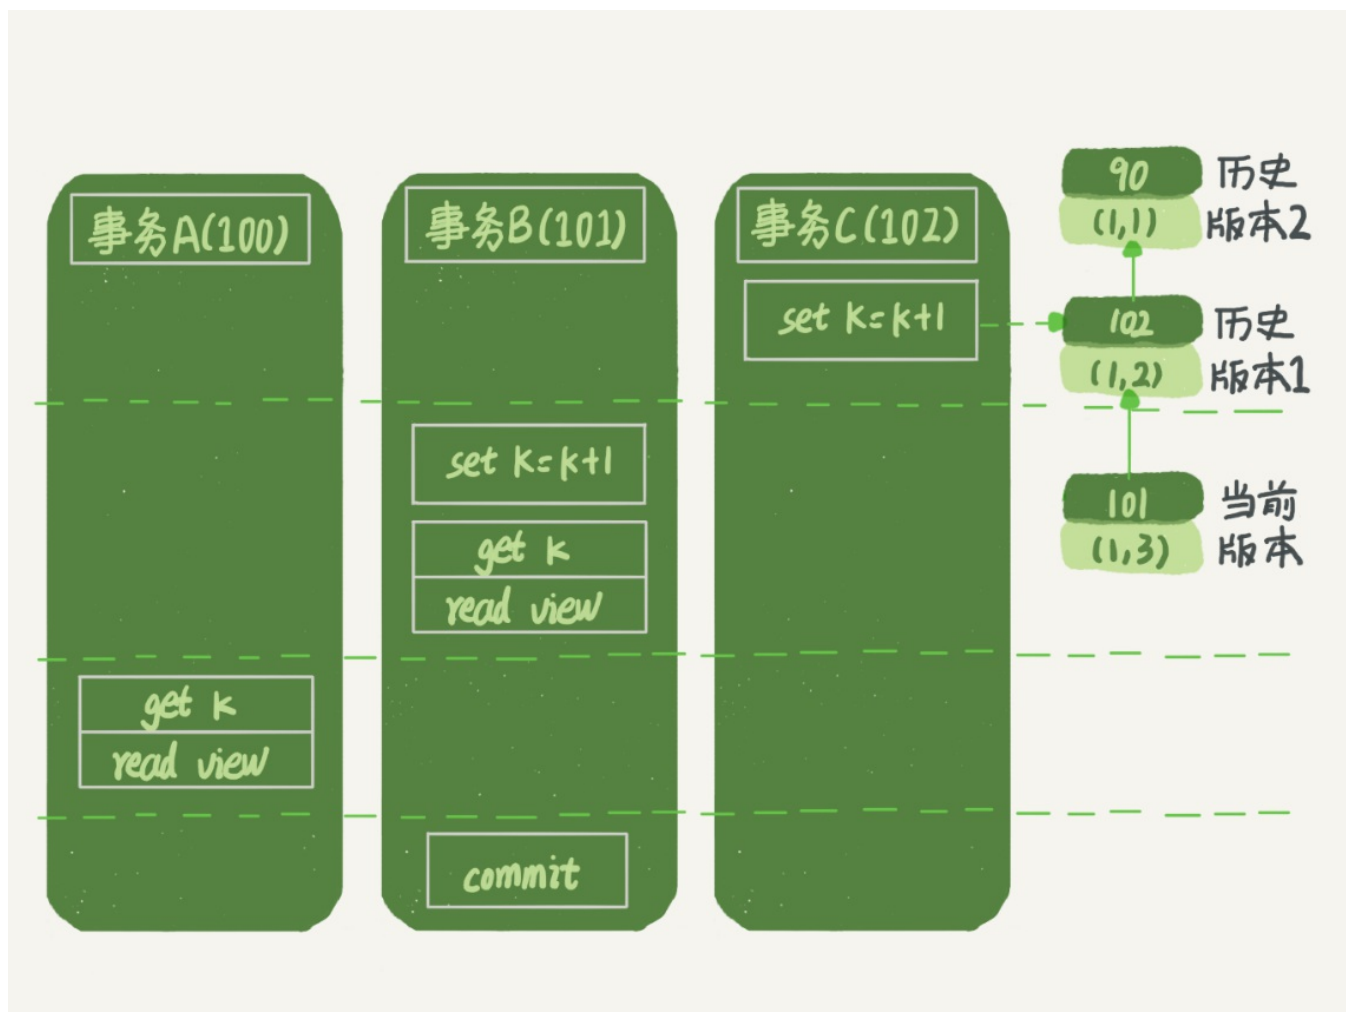 事务A(100)
事务B(101)
事务C(102)
set k=k+1
90
(1,1)
历史
版本2
102
(1,2)
历史
版本1
set k=k+1
get k
read view
101
(1,3)
当前
版本
get k
read view
commit